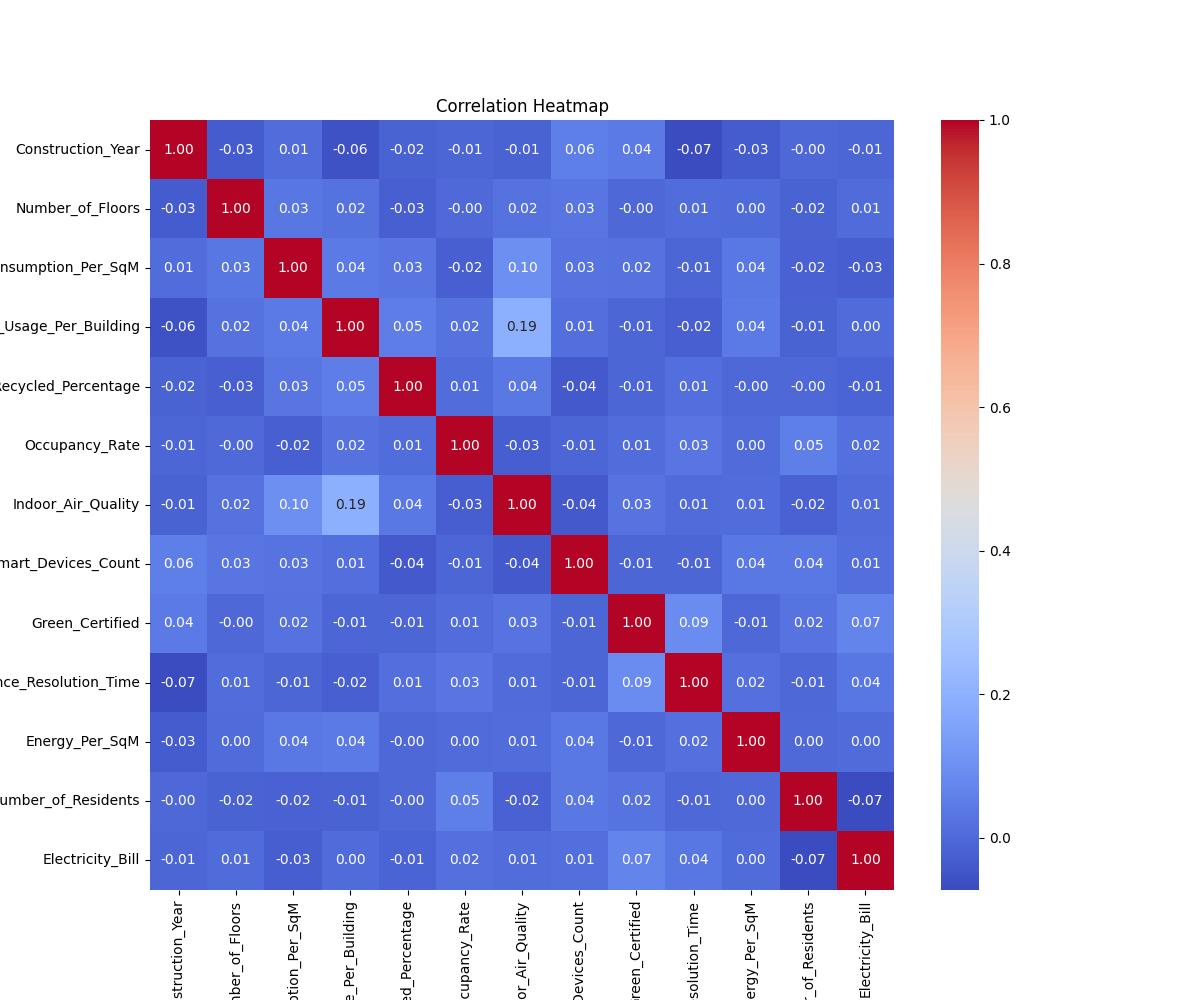 Correlation Heatmap
Construction_Year 1.00 -0.03 0.01 -0.06 -0.02 -0.01 -0.01 0.06 0.04 -0.07 -0.03 -0.00 -0.01
Number_of_Floors -0.03 1.00 0.03 0.02 -0.03 -0.00 0.02 0.03 -0.00 0.01 0.00 -0.02 0.01
nsumption_Per_SqM 0.01 0.03 1.00 0.04 0.03 -0.02 0.10 0.03 0.02 -0.01 0.04 -0.02 -0.03
_Usage_Per_Building -0.06 0.02 0.04 1.00 0.05 0.02 0.19 0.01 -0.01 -0.02 0.04 -0.01 0.00
Recycled_Percentage -0.02 -0.03 0.03 0.05 1.00 0.01 0.04 -0.04 -0.01 0.01 -0.00 -0.00 -0.01
Occupancy_Rate -0.01 -0.00 -0.02 0.02 0.01 1.00 -0.03 -0.01 0.01 0.03 0.00 0.05 0.02
Indoor_Air_Quality -0.01 0.02 0.10 0.19 0.04 -0.03 1.00 -0.04 0.03 0.01 0.01 -0.02 0.01
mart_Devices_Count 0.06 0.03 0.03 0.01 -0.04 -0.01 -0.04 1.00 -0.01 -0.01 0.04 0.04 0.01
Green_Certified 0.04 -0.00 0.02 -0.01 -0.01 0.01 0.03 -0.01 1.00 0.09 -0.01 0.02 0.07
nce_Resolution_Time -0.07 0.01 -0.01 -0.02 0.01 0.03 0.01 -0.01 0.09 1.00 0.02 -0.01 0.04
Energy_Per_SqM -0.03 0.00 0.04 0.04 -0.00 0.00 0.01 0.04 -0.01 0.02 1.00 0.00 0.00
umber_of_Residents -0.00 -0.02 -0.02 -0.01 -0.00 0.05 -0.02 0.04 0.02 -0.01 0.00 1.00 -0.07
Electricity_Bill -0.01 0.01 -0.03 0.00 -0.01 0.02 0.01 0.01 0.07 0.04 0.00 -0.07 1.00
struction_Year
mber_of_Floors
ption_Per_SqM
e_Per_Building
ed_Percentage
cupancy_Rate
or_Air_Quality
Devices_Count
reen_Certified
solution_Time
ergy_Per_SqM
r_of_Residents
Electricity_Bill
1.0
0.8
0.6
0.4
0.2
0.0